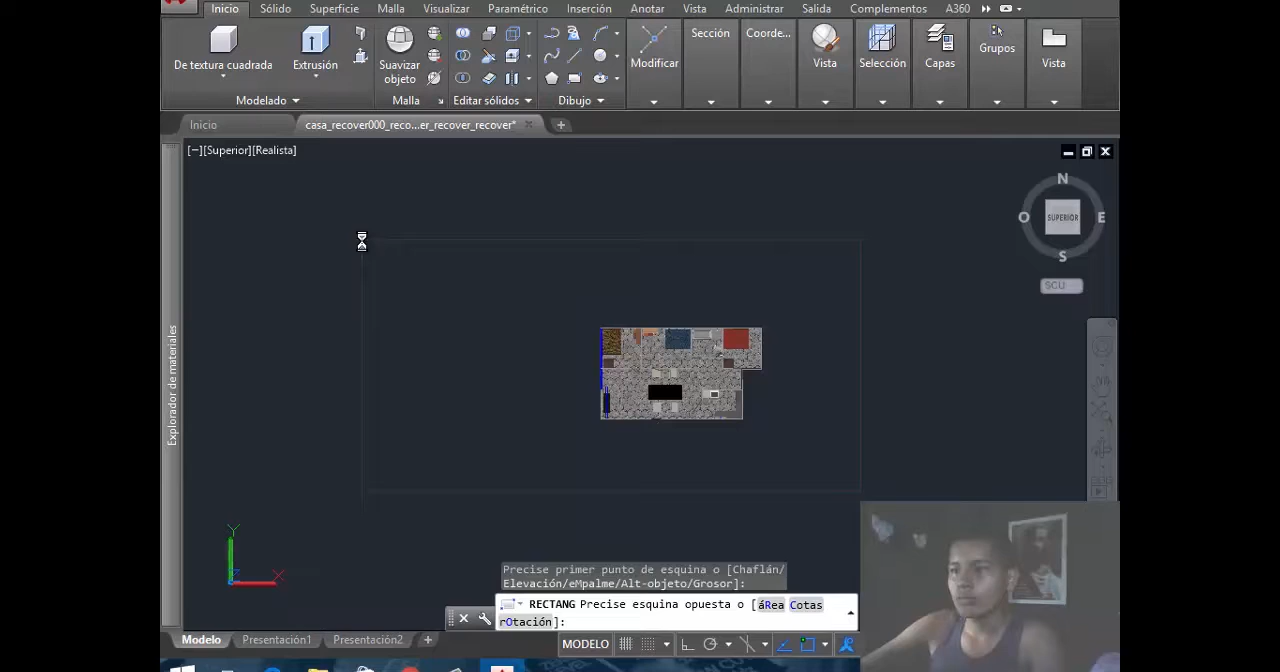 Inicio Sólido Superficie Malla Visualizar Paramétrico Inserción Anotar Vista Administrar Salida Complementos A360
De textura cuadrada Extrusión Suavizar objeto Modificar Sección Coorde... Vista Selección Capas Grupos Vista
Modelado Malla Editar sólidos Dibujo
Inicio casa_recover000_reco...er_recover_recover*
[−][Superior][Realista]
N
O SUPERIOR E
S
SCU
Explorador de materiales
Y
X
Precise primer punto de esquina o [Chaflán/
Elevación/eMpalme/Alt-objeto/Grosor]:
RECTANG Precise esquina opuesta o [áRea Cotas
rOtación]:
Modelo Presentación1 Presentación2 +
MODELO